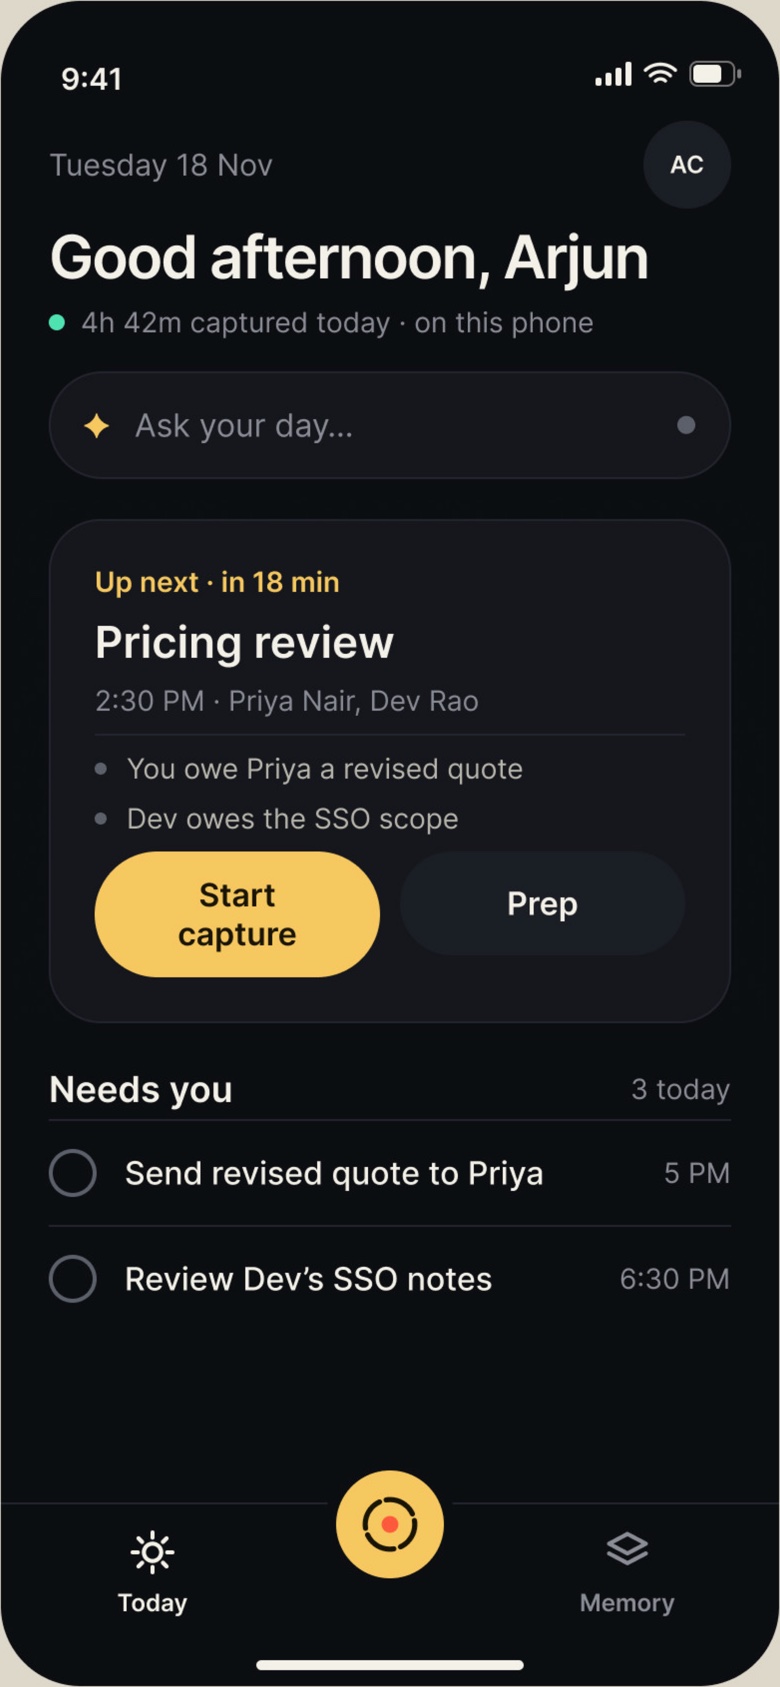 9:41
Tuesday 18 Nov
AC
Good afternoon, Arjun
4h 42m captured today · on this phone
Ask your day...
Up next · in 18 min
Pricing review
2:30 PM · Priya Nair, Dev Rao
You owe Priya a revised quote
Dev owes the SSO scope
Start
capture
Prep
Needs you
3 today
Send revised quote to Priya
5 PM
Review Dev’s SSO notes
6:30 PM
Today
Memory